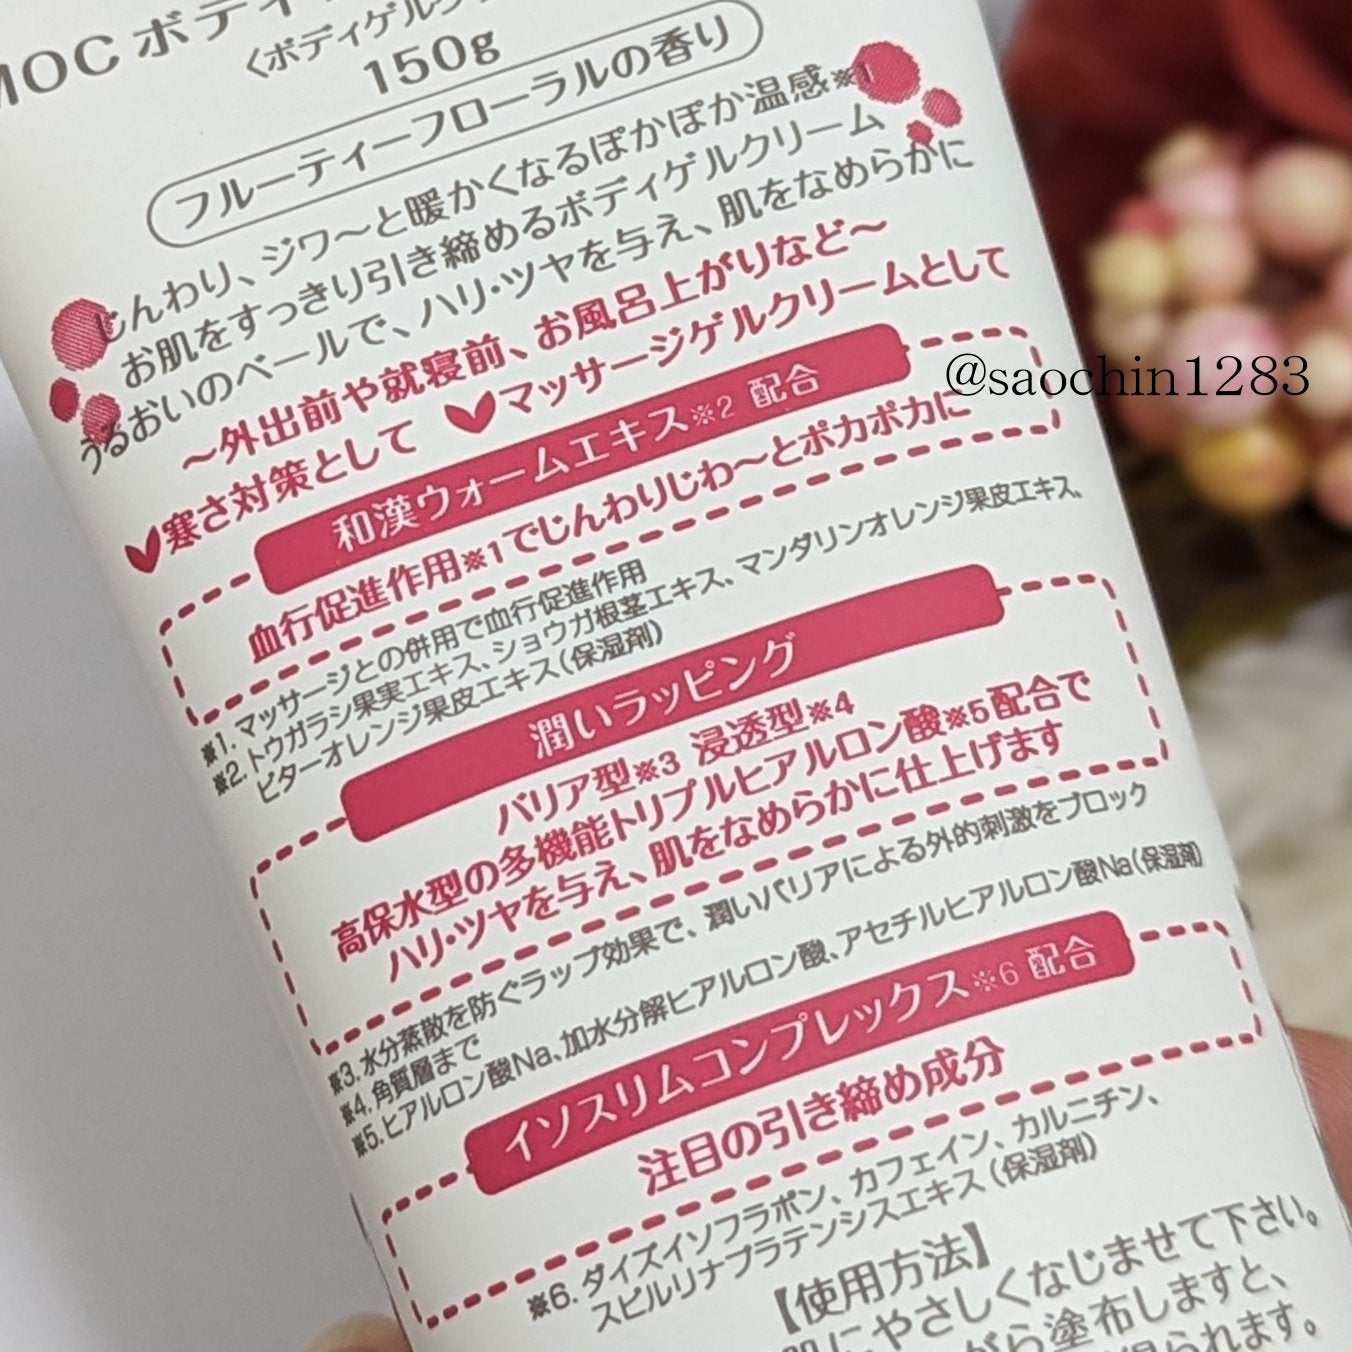 MOC ボディ
〈ボディゲルク
150g
フルーティーフローラルの香り
じんわり、ジワ〜と暖かくなるぽかぽか温感※1
お肌をすっきり引き締めるボディゲルクリーム
うるおいのベールで、ハリ・ツヤを与え、肌をなめらかに
〜外出前や就寝前、お風呂上がりなど〜
寒さ対策として マッサージゲルクリームとして
@saochin1283
和漢ウォームエキス※2 配合
血行促進作用※1でじんわりじわ〜とポカポカに
※1. マッサージとの併用で血行促進作用
※2. トウガラシ果実エキス、ショウガ根茎エキス、マンダリンオレンジ果皮エキス、
ビターオレンジ果皮エキス（保湿剤）
潤いラッピング
バリア型※3 浸透型※4
高保水型の多機能トリプルヒアルロン酸※5配合で
ハリ・ツヤを与え、肌をなめらかに仕上げます
※3. 水分蒸散を防ぐラップ効果で、潤いバリアによる外的刺激をブロック
※4. 角質層まで
※5. ヒアルロン酸Na、加水分解ヒアルロン酸、アセチルヒアルロン酸Na（保湿剤）
イソスリムコンプレックス※6 配合
注目の引き締め成分
※6. ダイズイソフラボン、カフェイン、カルニチン、
スピルリナプラテンシスエキス（保湿剤）
【使用方法】
肌にやさしくなじませて下さい。
がら塗布しますと、
得られます。